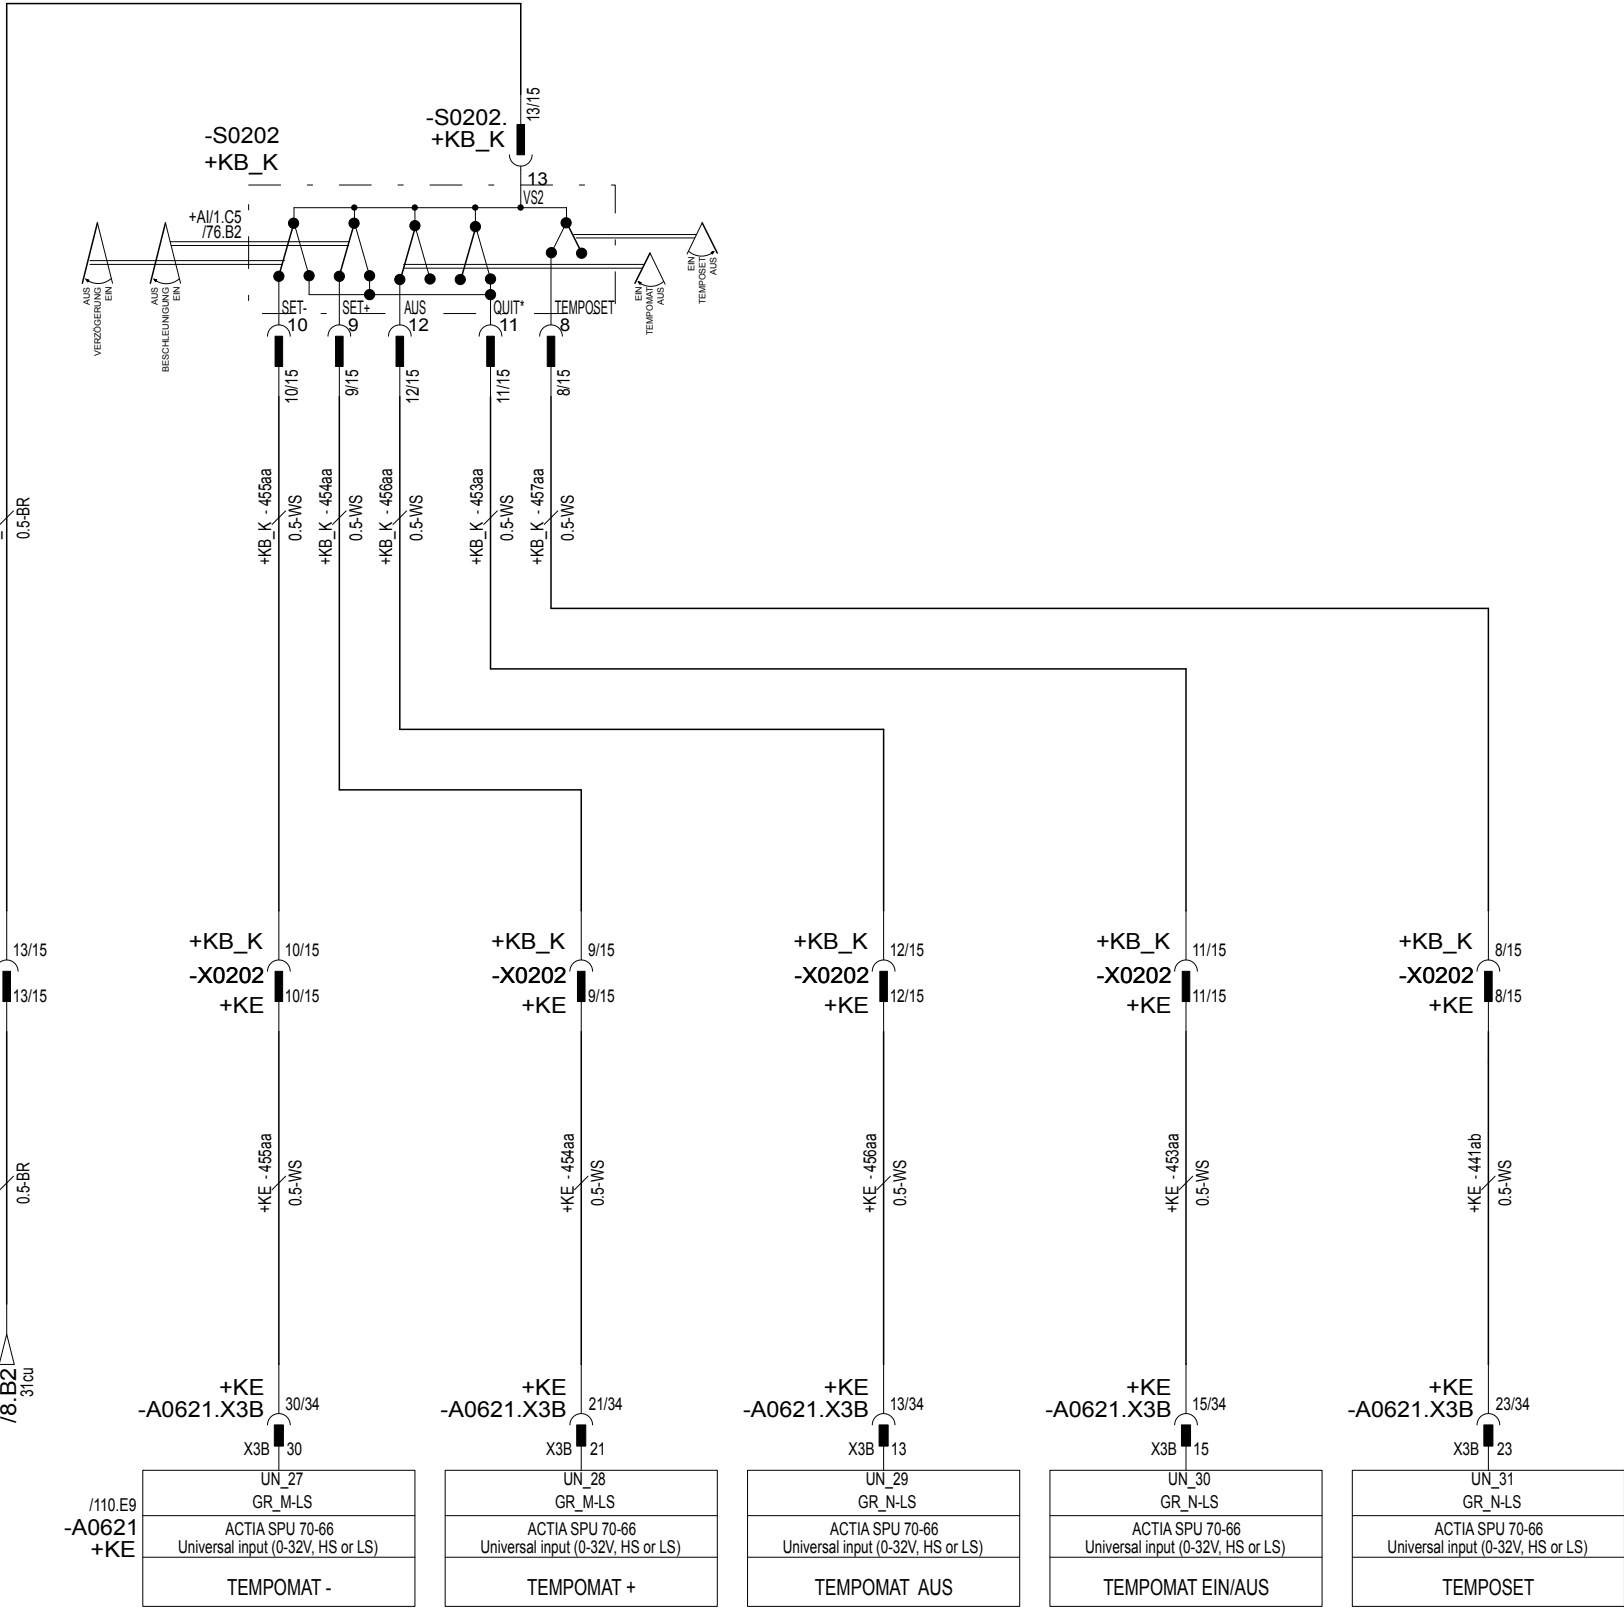 13/15
-S0202.
+KB_K
-S0202
+KB_K
13
VS2
+AI/1.C5
/76.B2
AUS
VERZÖGERUNG
EIN
AUS
BESCHLEUNIGUNG
EIN
EIN
TEMPOMAT
AUS
EIN
TEMPOSET
AUS
SET-
10
SET+
9
AUS
12
QUIT*
11
TEMPOSET
8
10/15
9/15
12/15
11/15
8/15
0.5-BR
+KB_K - 455aa
0.5-WS
+KB_K - 454aa
0.5-WS
+KB_K - 456aa
0.5-WS
+KB_K - 453aa
0.5-WS
+KB_K - 457aa
0.5-WS
13/15
13/15
+KB_K 10/15
-X0202
+KE 10/15
+KB_K 9/15
-X0202
+KE 9/15
+KB_K 12/15
-X0202
+KE 12/15
+KB_K 11/15
-X0202
+KE 11/15
+KB_K 8/15
-X0202
+KE 8/15
0.5-BR
+KE - 455aa
0.5-WS
+KE - 454aa
0.5-WS
+KE - 456aa
0.5-WS
+KE - 453aa
0.5-WS
+KE - 441ab
0.5-WS
/8.B2
31cu
+KE
-A0621.X3B 30/34
X3B 30
+KE
-A0621.X3B 21/34
X3B 21
+KE
-A0621.X3B 13/34
X3B 13
+KE
-A0621.X3B 15/34
X3B 15
+KE
-A0621.X3B 23/34
X3B 23
/110.E9
-A0621
+KE
UN_27
GR_M-LS
ACTIA SPU 70-66
Universal input (0-32V, HS or LS)
TEMPOMAT -
UN_28
GR_M-LS
ACTIA SPU 70-66
Universal input (0-32V, HS or LS)
TEMPOMAT +
UN_29
GR_N-LS
ACTIA SPU 70-66
Universal input (0-32V, HS or LS)
TEMPOMAT AUS
UN_30
GR_N-LS
ACTIA SPU 70-66
Universal input (0-32V, HS or LS)
TEMPOMAT EIN/AUS
UN_31
GR_N-LS
ACTIA SPU 70-66
Universal input (0-32V, HS or LS)
TEMPOSET